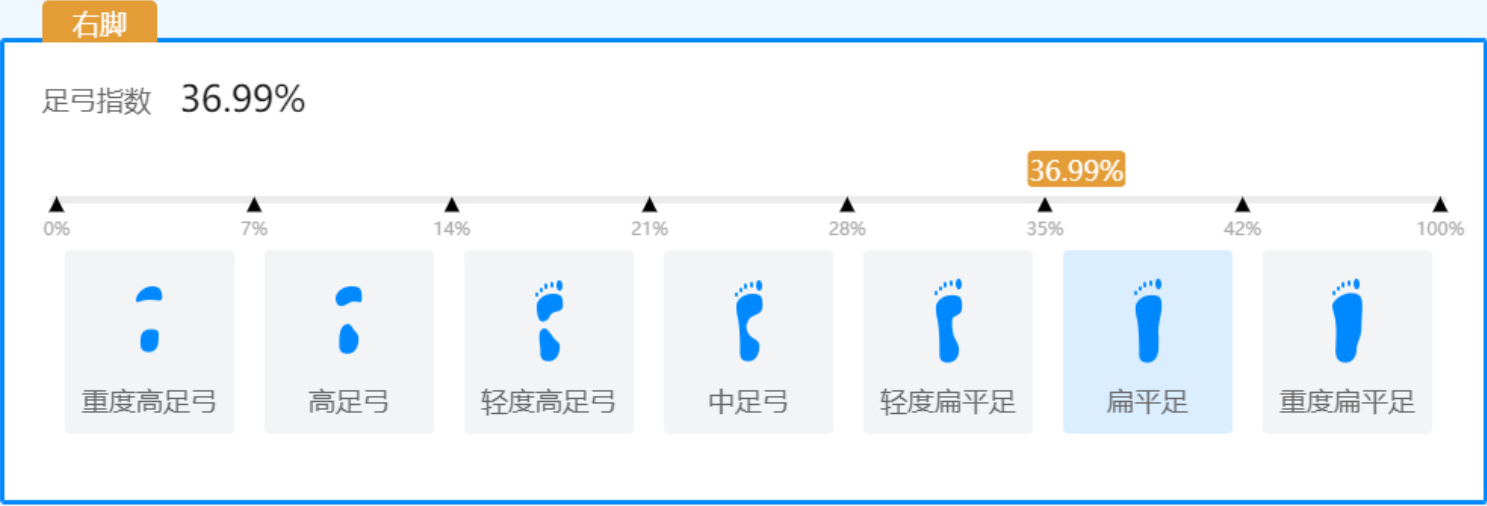 右脚
足弓指数 36.99%
36.99%
0% 7% 14% 21% 28% 35% 42% 100%
重度高足弓 高足弓 轻度高足弓 中足弓 轻度扁平足 扁平足 重度扁平足